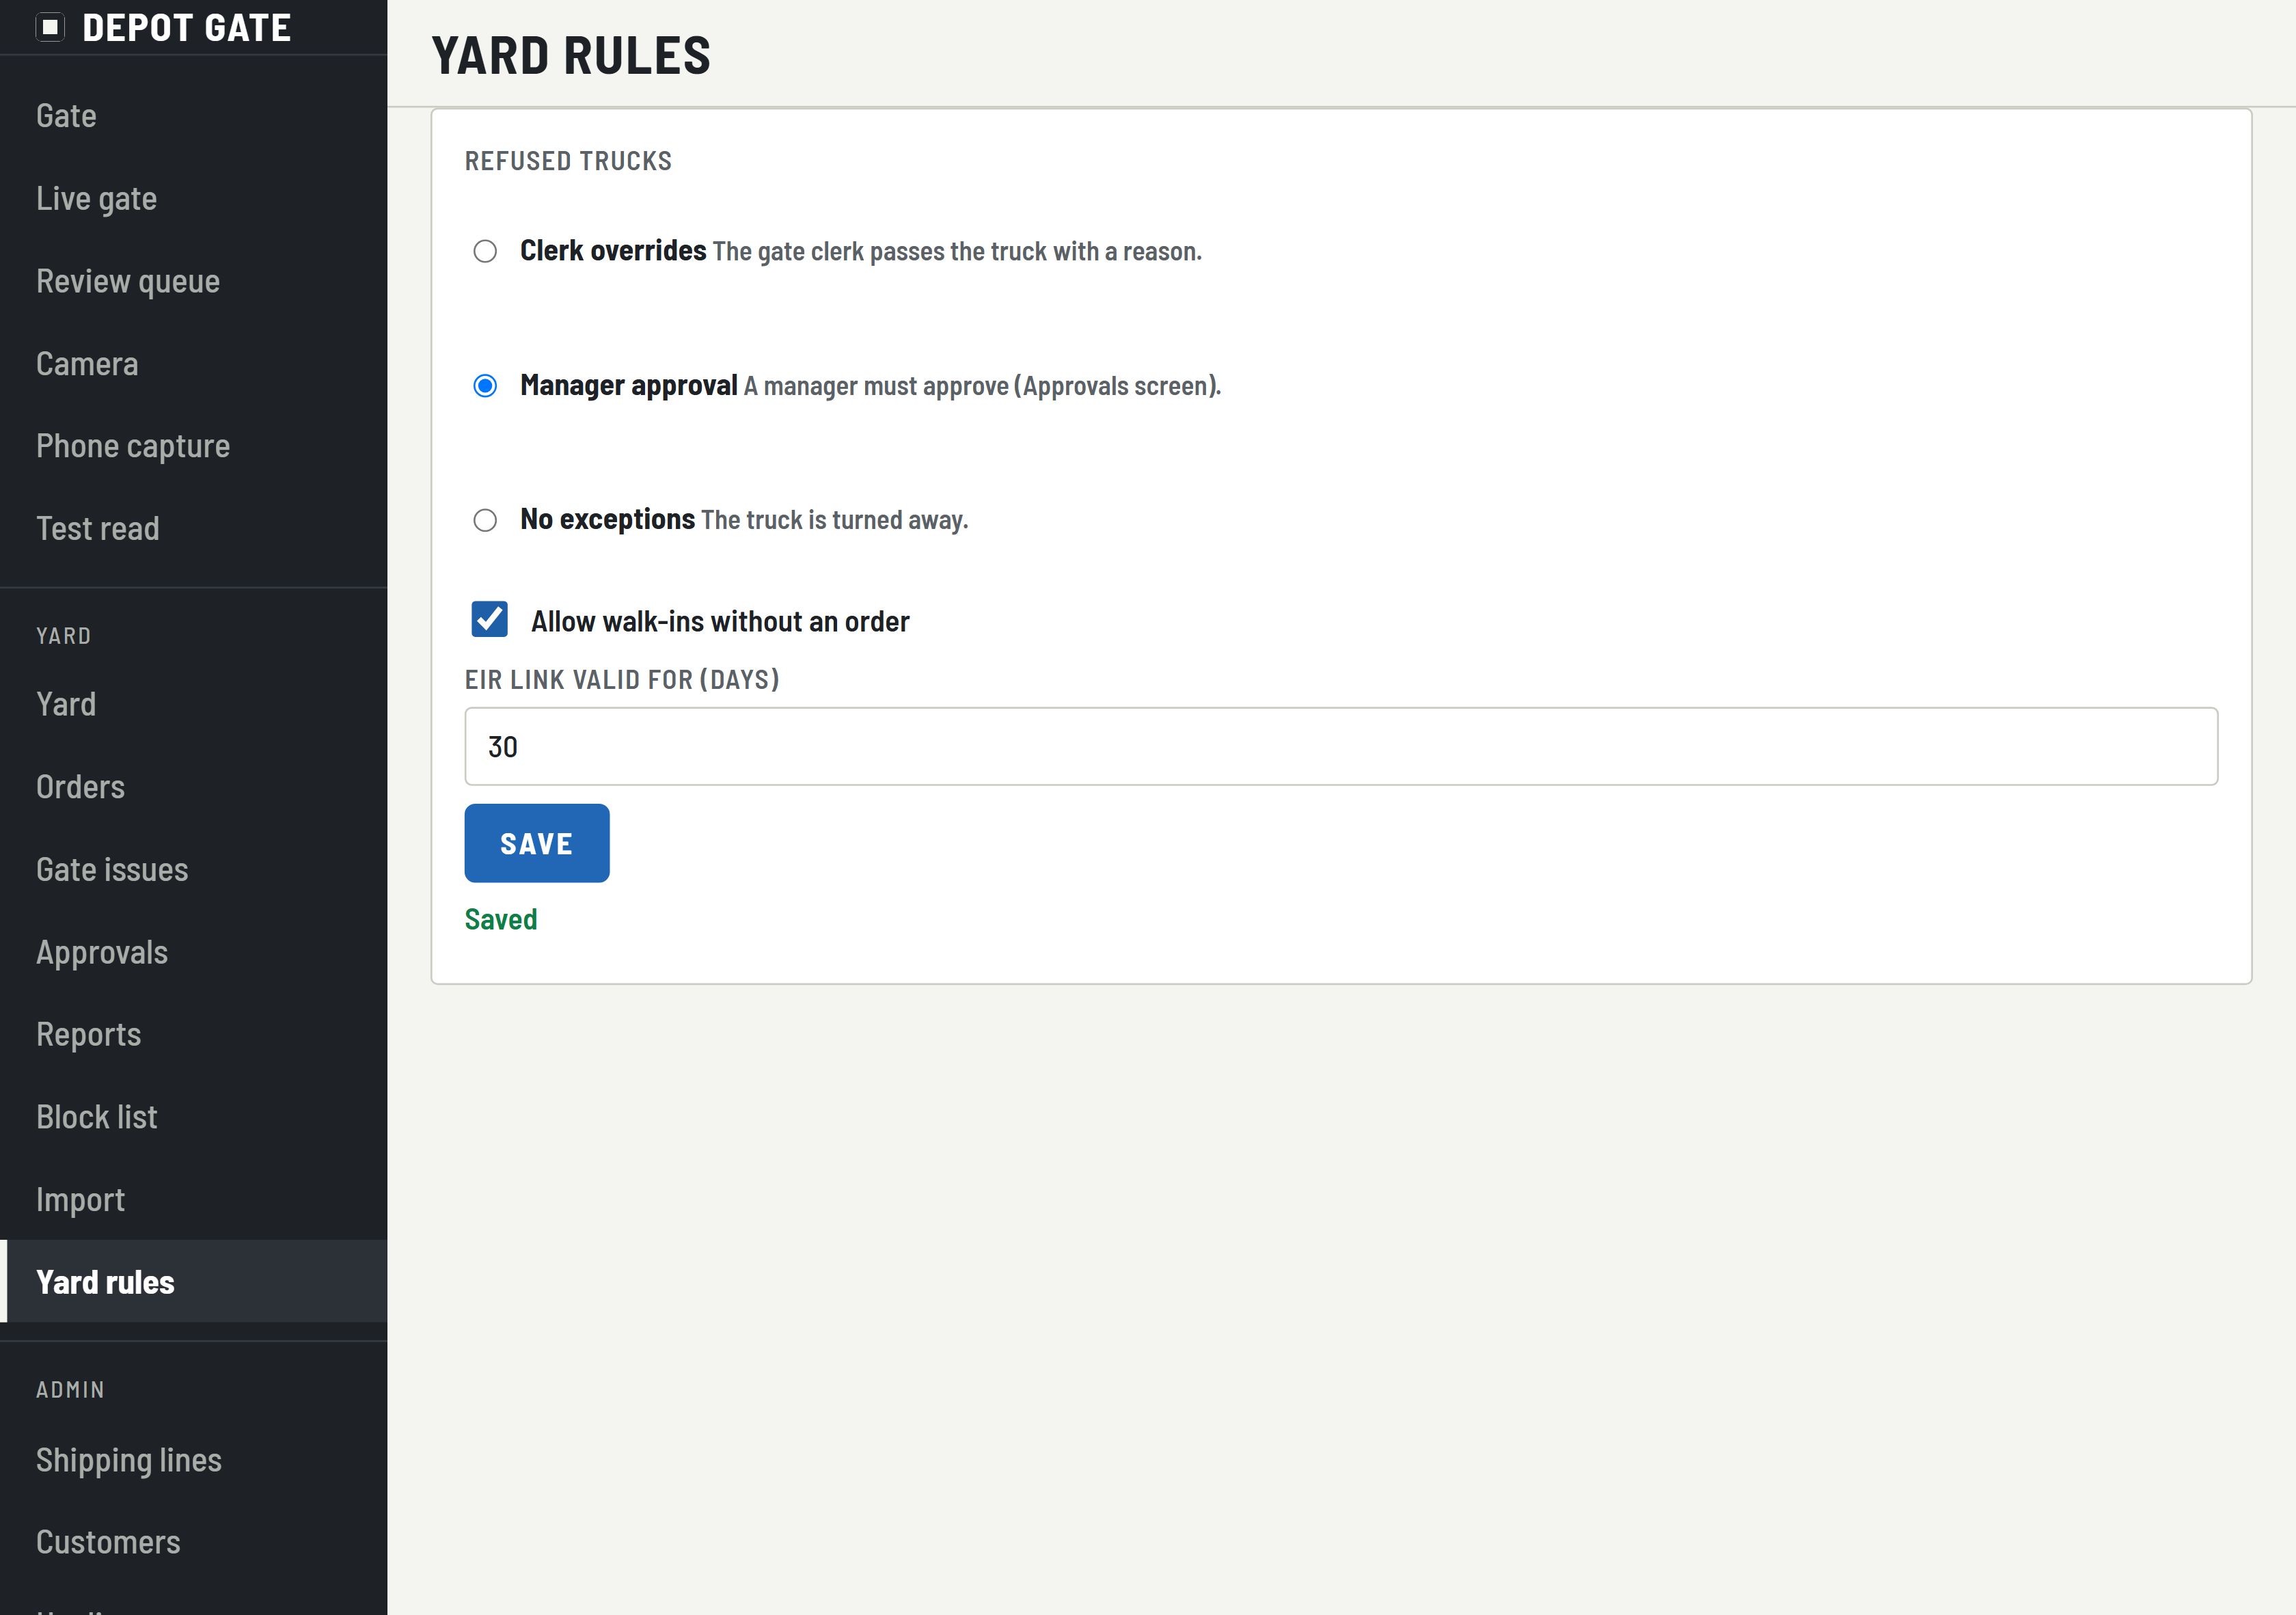 DEPOT GATE
Gate
Live gate
Review queue
Camera
Phone capture
Test read
YARD
Yard
Orders
Gate issues
Approvals
Reports
Block list
Import
Yard rules
ADMIN
Shipping lines
Customers
YARD RULES
REFUSED TRUCKS
Clerk overrides The gate clerk passes the truck with a reason.
Manager approval A manager must approve (Approvals screen).
No exceptions The truck is turned away.
Allow walk-ins without an order
EIR LINK VALID FOR (DAYS)
30
SAVE
Saved